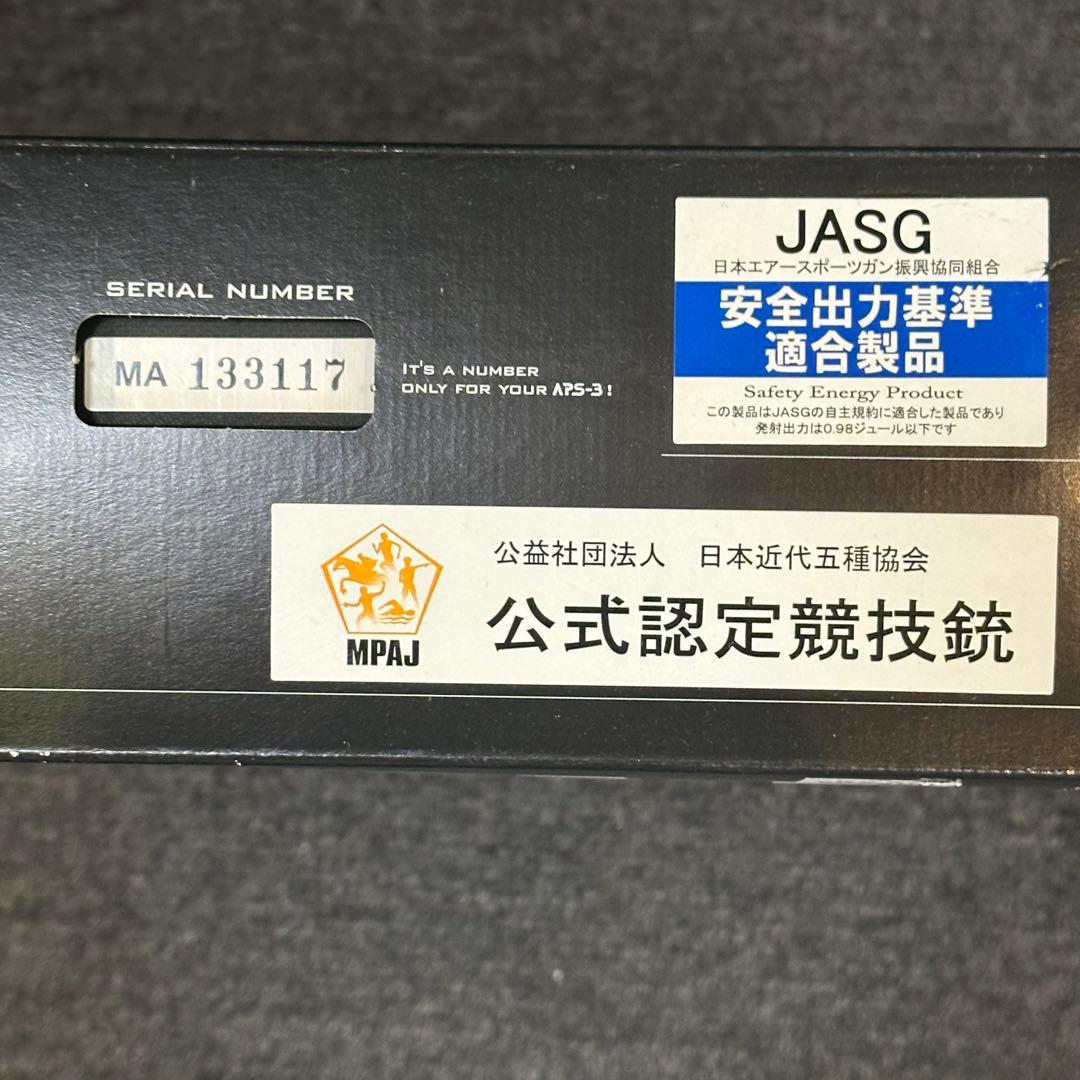 SERIAL NUMBER
MA 133117
IT'S A NUMBER
ONLY FOR YOUR APS-3!
JASG
日本エアースポーツガン振興協同組合
安全出力基準
適合製品
Safety Energy Product
この製品はJASGの自主規約に適合した製品であり
発射出力は0.98ジュール以下です
MPAJ
公益社団法人 日本近代五種協会
公式認定競技銃